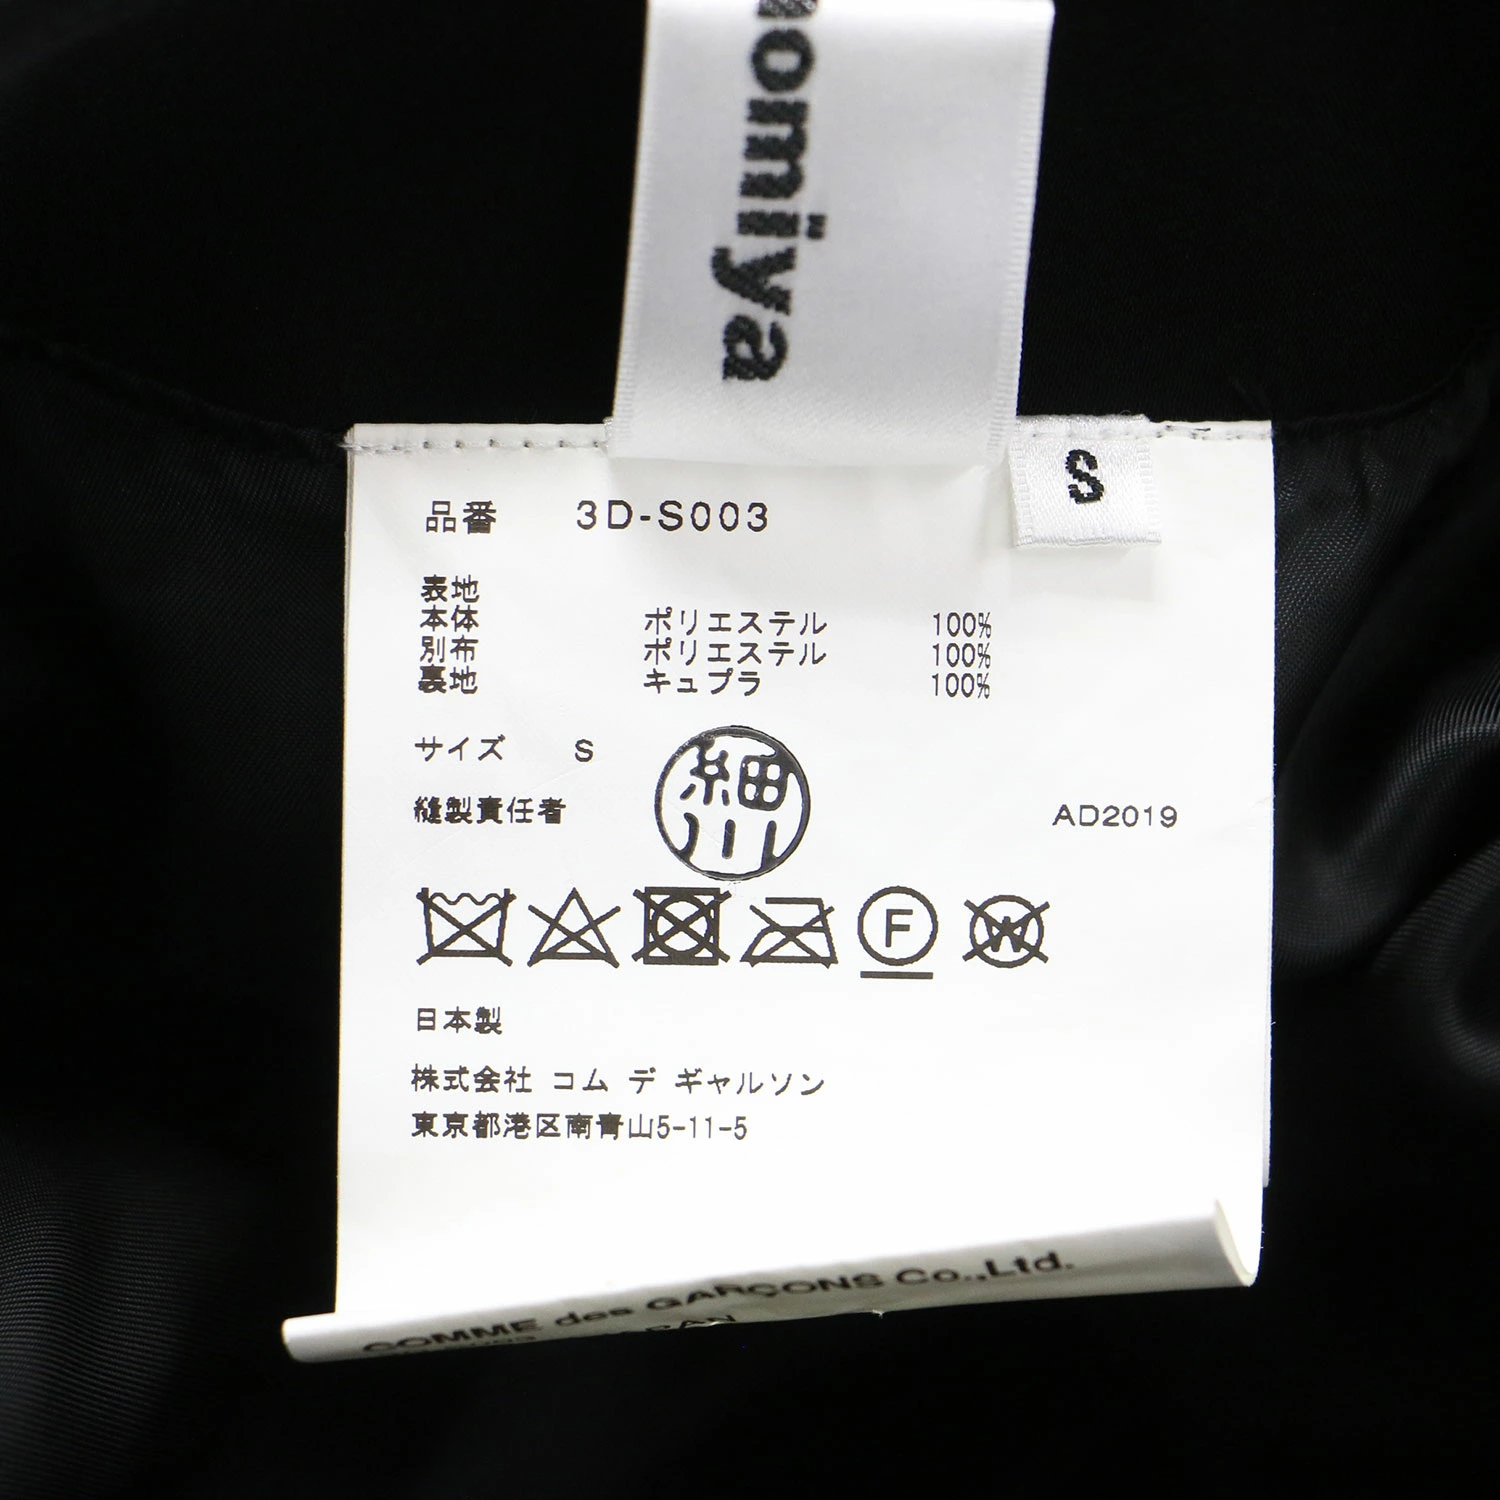 nomiya
S
品番 3D-S003
表地
本体 ポリエステル 100%
別布 ポリエステル 100%
裏地 キュプラ 100%
サイズ S
細川
縫製責任者 AD2019
F
W
日本製
株式会社 コム デ ギャルソン
東京都港区南青山5-11-5
COMME des GARÇONS Co.,Ltd.